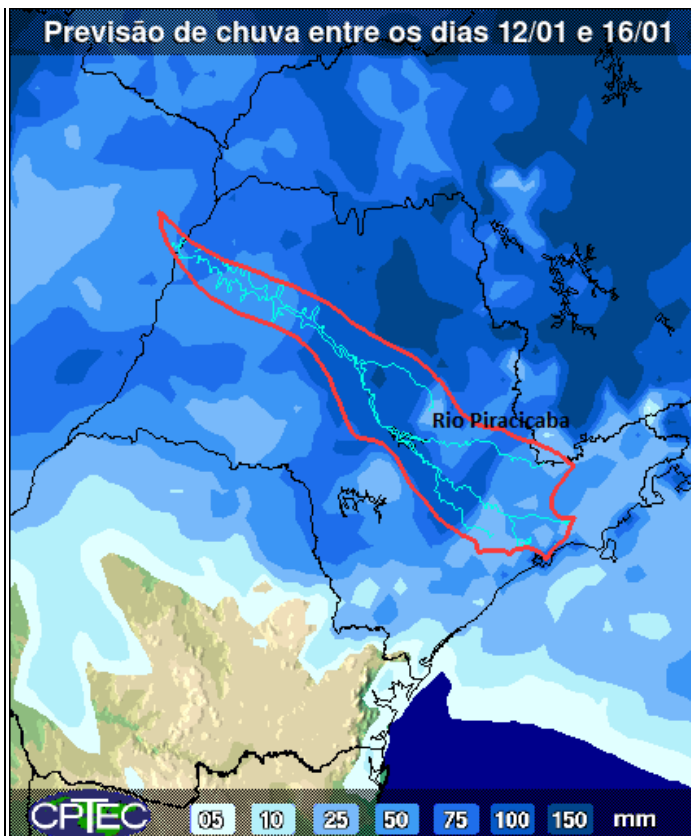 Previsão de chuva entre os dias 12/01 e 16/01
Rio Piracicaba
CPTEC 05 10 25 50 75 100 150 mm